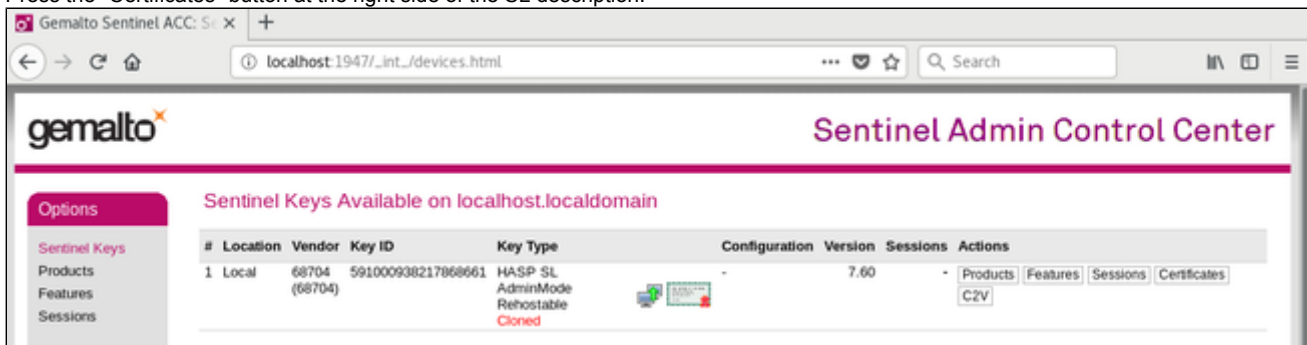 Press the "Certificates" button at the right side of the SL description.
Gemalto Sentinel ACC: Se
localhost:1947/_int_/devices.html
Search
gemalto
Sentinel Admin Control Center
Options
Sentinel Keys
Products
Features
Sessions
Sentinel Keys Available on localhost.localdomain
# Location Vendor Key ID Key Type Configuration Version Sessions Actions
1 Local 68704 591000938217868661 HASP SL - 7.60 - Products Features Sessions Certificates
(68704) AdminMode C2V
Rehostable
Cloned